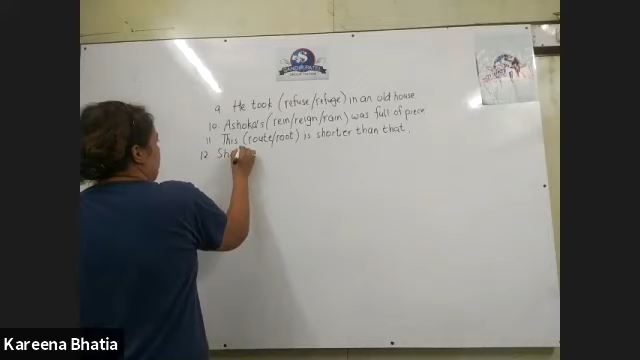 9. He took (refuse/refuge) in an old house
10. Ashoka's (rein/reign/rain) was full of piece
11 This (route/root) is shorter than that.
12 Sh
Kareena Bhatia